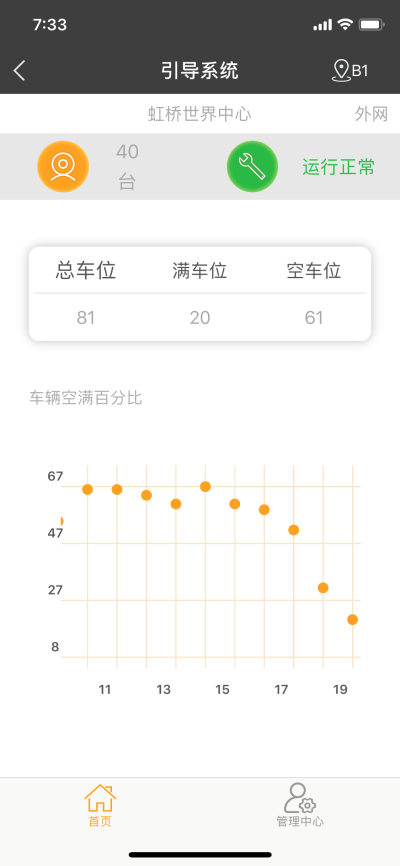 7:33
引导系统
B1
虹桥世界中心
外网
40
台
运行正常
总车位 满车位 空车位
81 20 61
车辆空满百分比
67
47
27
8
11 13 15 17 19
首页 管理中心